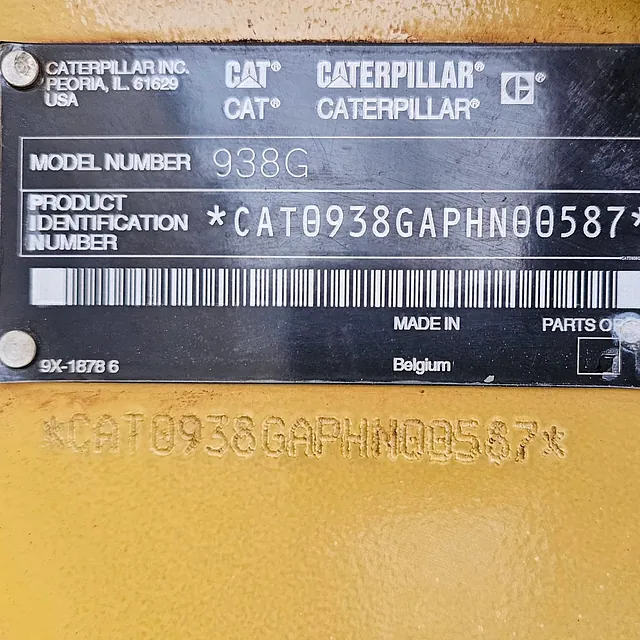 CATERPILLAR INC.
PEORIA, IL. 61629
USA
CAT® CATERPILLAR® C®
CAT® CATERPILLAR®
MODEL NUMBER 938G
PRODUCT
IDENTIFICATION
NUMBER
*CAT0938GAPHN00587*
MADE IN PARTS OF
Belgium
9X-1878 6
*CAT0938GAPHN00587*